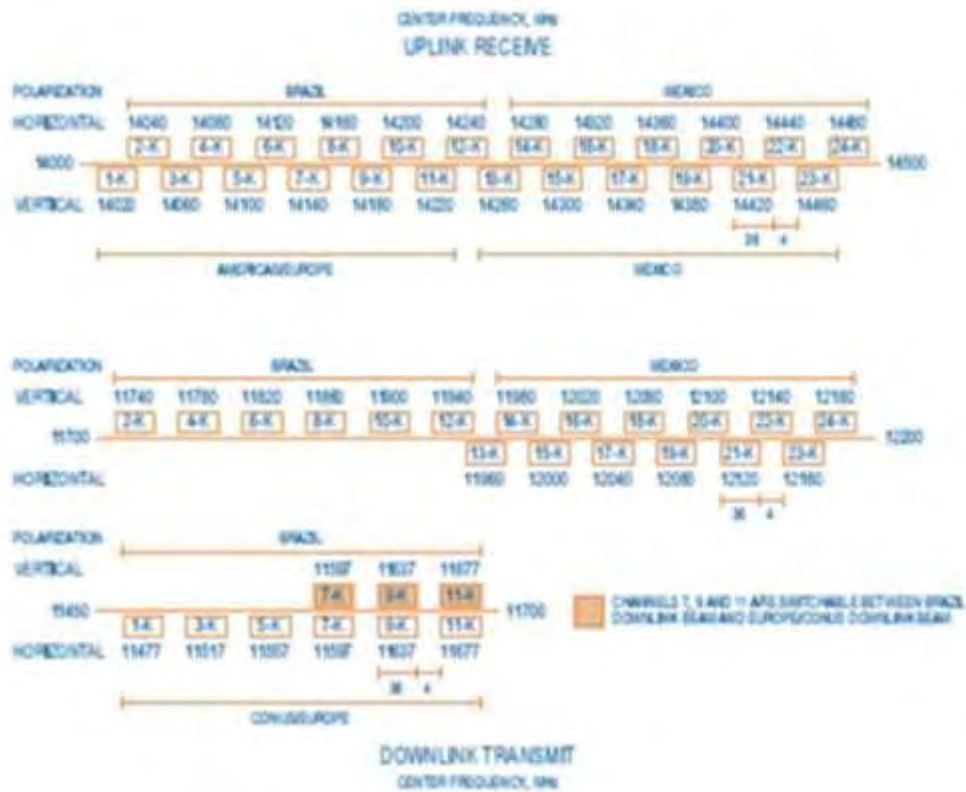 CENTER FREQUENCY, MHz
UPLINK RECEIVE
POLARIZATION BRAZIL MEXICO
HORIZONTAL 14040 14080 14120 14160 14200 14240 14280 14320 14360 14400 14440 14480
2-K 4-K 6-K 8-K 10-K 12-K 14-K 16-K 18-K 20-K 22-K 24-K
14000 14500
1-K 3-K 5-K 7-K 9-K 11-K 13-K 15-K 17-K 19-K 21-K 23-K
VERTICAL 14020 14060 14100 14140 14180 14220 14260 14300 14340 14380 14420 14460
36 4
AMERICAS/EUROPE MEXICO
POLARIZATION BRAZIL MEXICO
VERTICAL 11740 11780 11820 11860 11900 11940 11980 12020 12060 12100 12140 12180
2-K 4-K 6-K 8-K 10-K 12-K 14-K 16-K 18-K 20-K 22-K 24-K
11700 12200
13-K 15-K 17-K 19-K 21-K 23-K
HORIZONTAL 11960 12000 12040 12080 12120 12160
36 4
POLARIZATION BRAZIL
VERTICAL 11597 11637 11677
7-K 9-K 11-K
11450 11700
1-K 3-K 5-K 7-K 9-K 11-K
HORIZONTAL 11477 11517 11557 11597 11637 11677
36 4
CONUS/EUROPE
CHANNELS 7, 9 AND 11 ARE SWITCHABLE BETWEEN BRAZIL
DOWNLINK BEAM AND EUROPE/CONUS DOWNLINK BEAM
DOWNLINK TRANSMIT
CENTER FREQUENCY, MHz